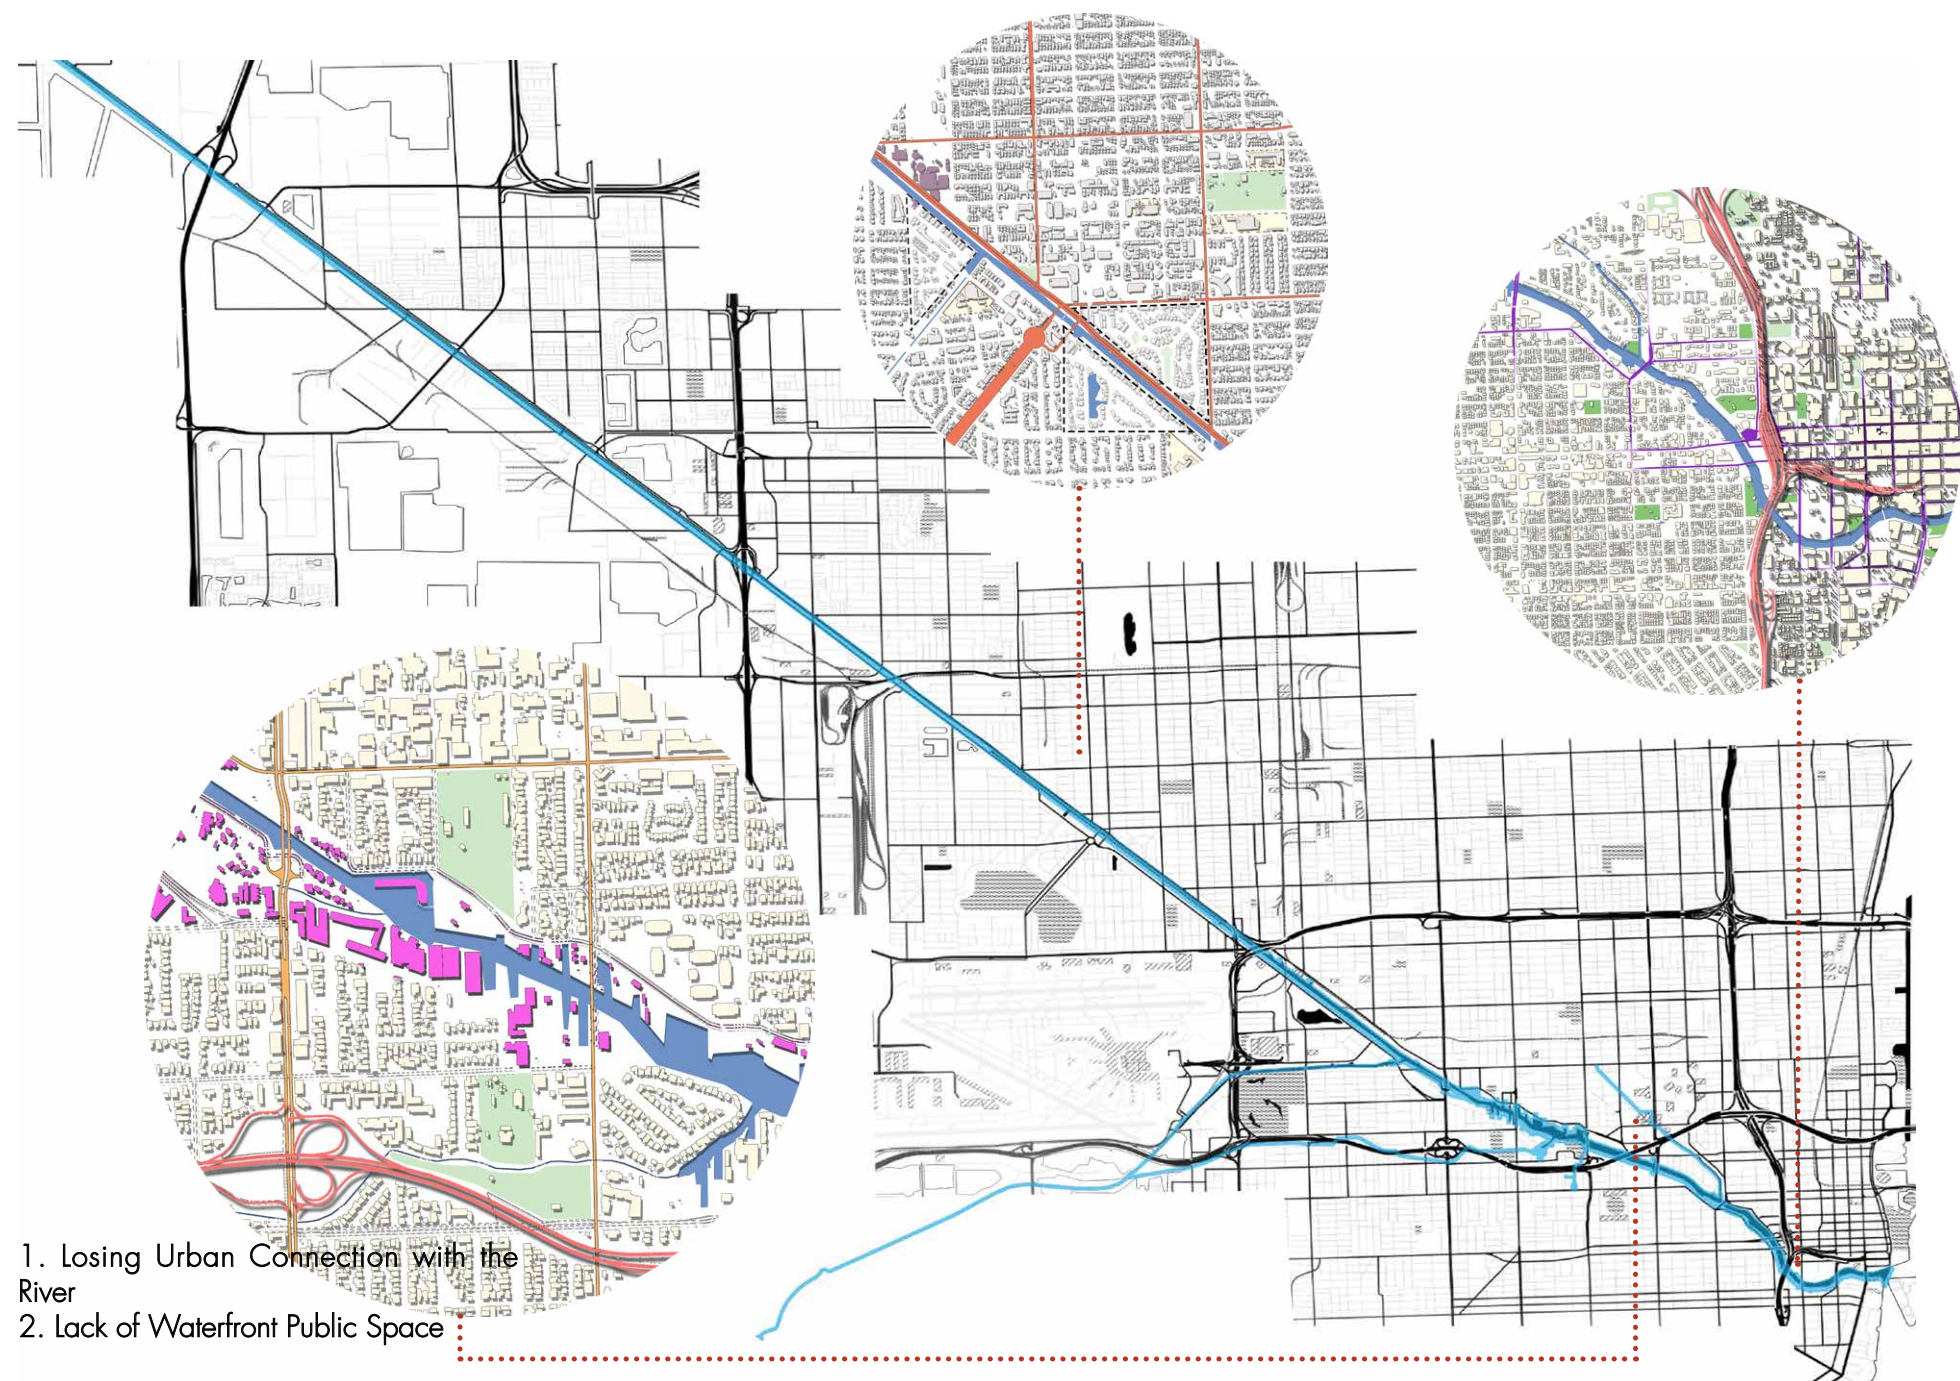 1. Losing Urban Connection with the
River
2. Lack of Waterfront Public Space